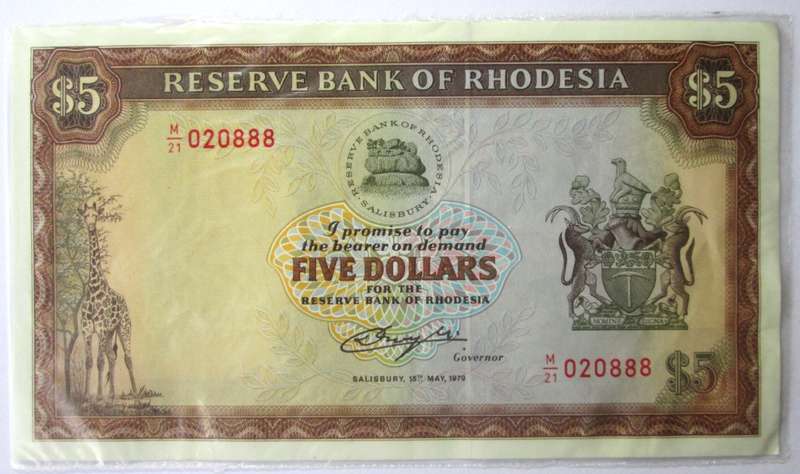 $5 RESERVE BANK OF RHODESIA $5
M/21 020888
RESERVE BANK OF RHODESIA
SALISBURY
I promise to pay
the bearer on demand
FIVE DOLLARS
FOR THE
RESERVE BANK OF RHODESIA
Governor
SALISBURY, 15TH MAY, 1979
M/21 020888
$5